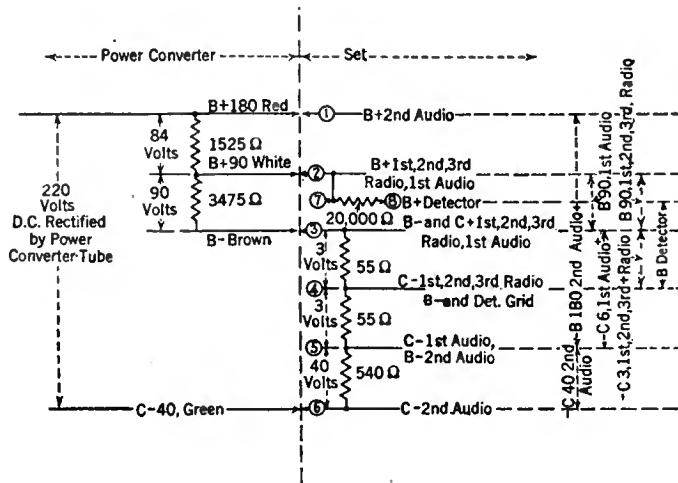 Power Converter
Set
B+180 Red
①
B+2nd Audio
84
Volts
1525 Ω
B+90 White
②
B+1st,2nd,3rd
Radio,1st Audio
⑦
⑧
B+Detector
20,000 Ω
90
Volts
3475 Ω
B-Brown
③
B-and C+1st,2nd,3rd
Radio,1st Audio
220
Volts
D.C. Rectified
by Power
Converter Tube
3
Volts
55 Ω
④
C-1st,2nd,3rd Radio
B-and Det. Grid
3
Volts
55 Ω
⑤
C-1st Audio,
B-2nd Audio
40
Volts
540 Ω
C-40, Green
⑥
C-2nd Audio
C 40 2nd
Audio
B 180 2nd Audio+
-C 6,1st Audio+
B 90,1st Audio
-C 3,1st,2nd,3rd+Radio
B 90,1st,2nd,3rd, Radio
B Detector